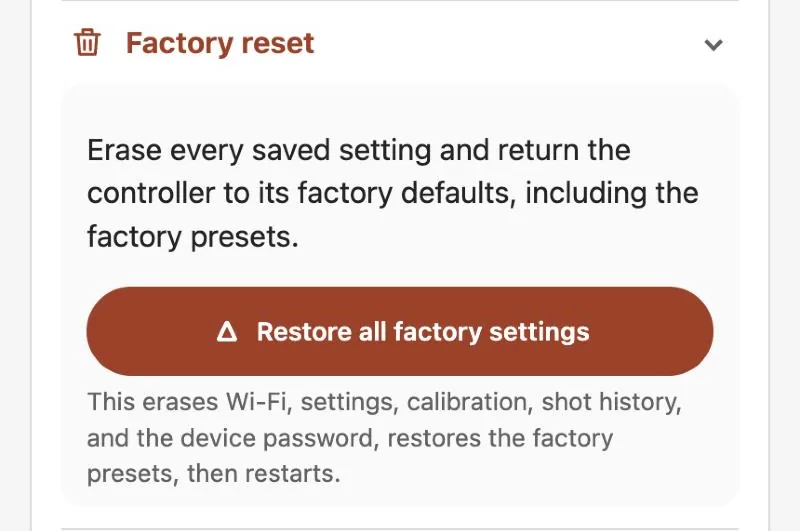 Factory reset
Erase every saved setting and return the
controller to its factory defaults, including the
factory presets.
Restore all factory settings
This erases Wi-Fi, settings, calibration, shot history,
and the device password, restores the factory
presets, then restarts.